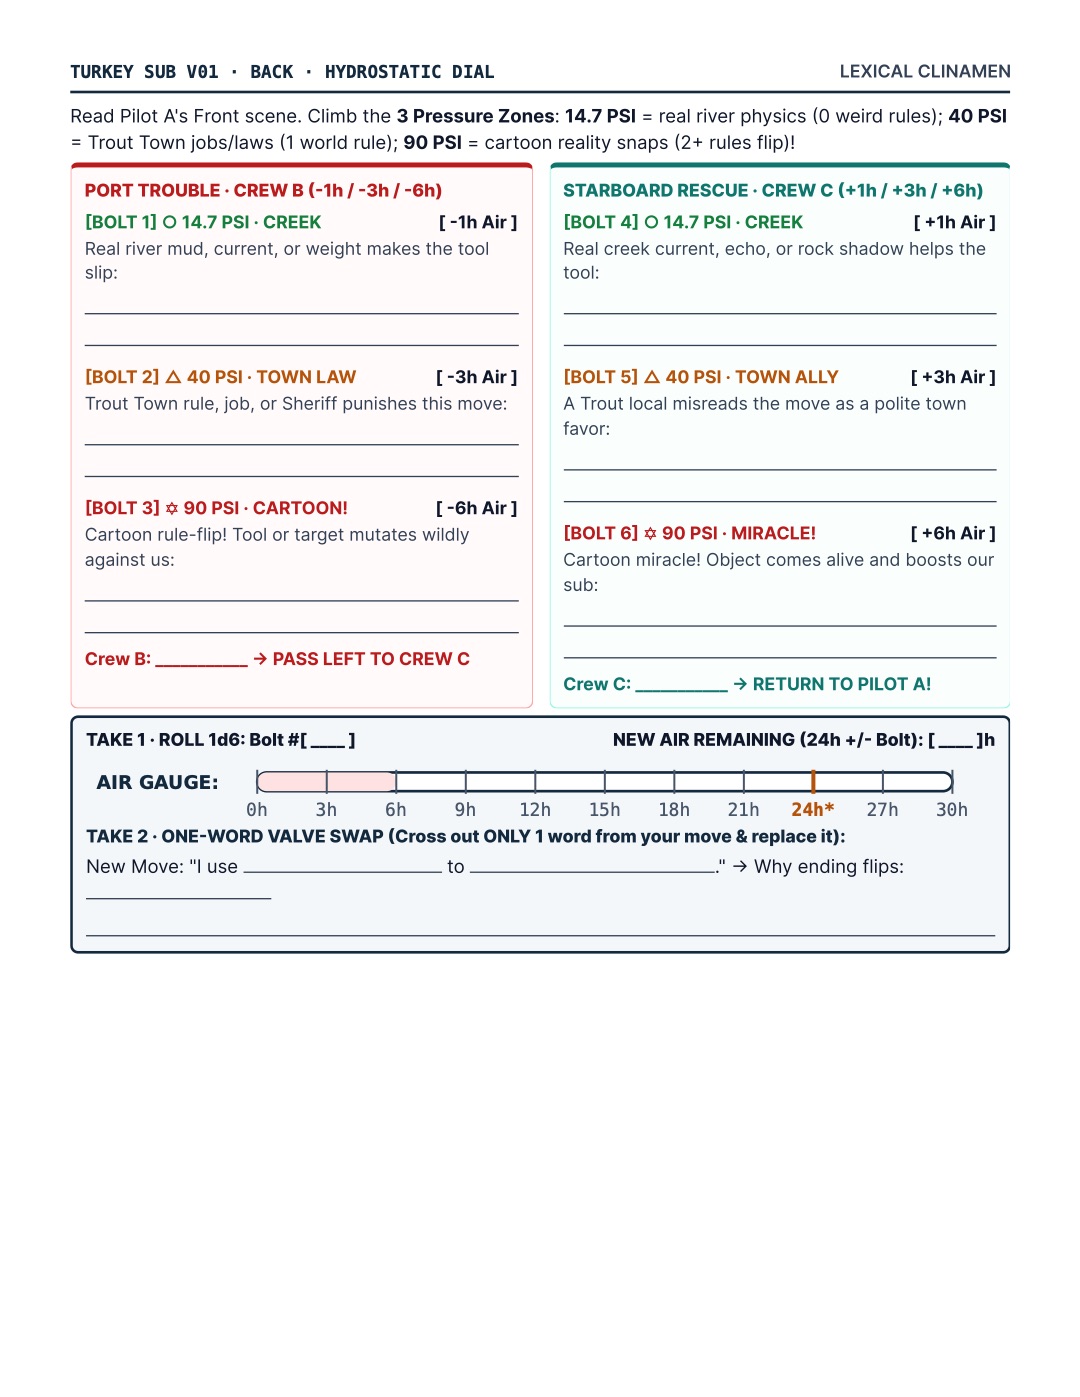 TURKEY SUB V01 · BACK · HYDROSTATIC DIAL
LEXICAL CLINAMEN
Read Pilot A's Front scene. Climb the 3 Pressure Zones: 14.7 PSI = real river physics (0 weird rules); 40 PSI
= Trout Town jobs/laws (1 world rule); 90 PSI = cartoon reality snaps (2+ rules flip)!
PORT TROUBLE · CREW B (-1h / -3h / -6h)
[BOLT 1] ○ 14.7 PSI · CREEK [ -1h Air ]
Real river mud, current, or weight makes the tool
slip:
[BOLT 2] △ 40 PSI · TOWN LAW [ -3h Air ]
Trout Town rule, job, or Sheriff punishes this move:
[BOLT 3] ✡ 90 PSI · CARTOON! [ -6h Air ]
Cartoon rule-flip! Tool or target mutates wildly
against us:
Crew B: __________ → PASS LEFT TO CREW C
STARBOARD RESCUE · CREW C (+1h / +3h / +6h)
[BOLT 4] ○ 14.7 PSI · CREEK [ +1h Air ]
Real creek current, echo, or rock shadow helps the
tool:
[BOLT 5] △ 40 PSI · TOWN ALLY [ +3h Air ]
A Trout local misreads the move as a polite town
favor:
[BOLT 6] ✡ 90 PSI · MIRACLE! [ +6h Air ]
Cartoon miracle! Object comes alive and boosts our
sub:
Crew C: __________ → RETURN TO PILOT A!
TAKE 1 · ROLL 1d6: Bolt #[ ____ ] NEW AIR REMAINING (24h +/- Bolt): [ ____ ]h
AIR GAUGE:
0h 3h 6h 9h 12h 15h 18h 21h 24h* 27h 30h
TAKE 2 · ONE-WORD VALVE SWAP (Cross out ONLY 1 word from your move & replace it):
New Move: "I use ____________________ to _________________________." → Why ending flips: